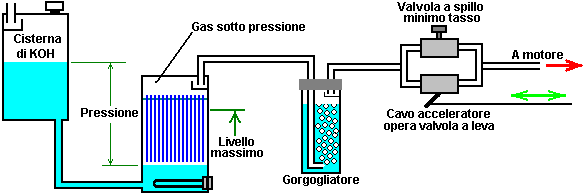 Valvola a spillo
minimo tasso
Gas sotto pressione
Cisterna
di KOH
A motore
Pressione
Livello
massimo
Cavo acceleratore
opera valvola a leva
Gorgogliatore